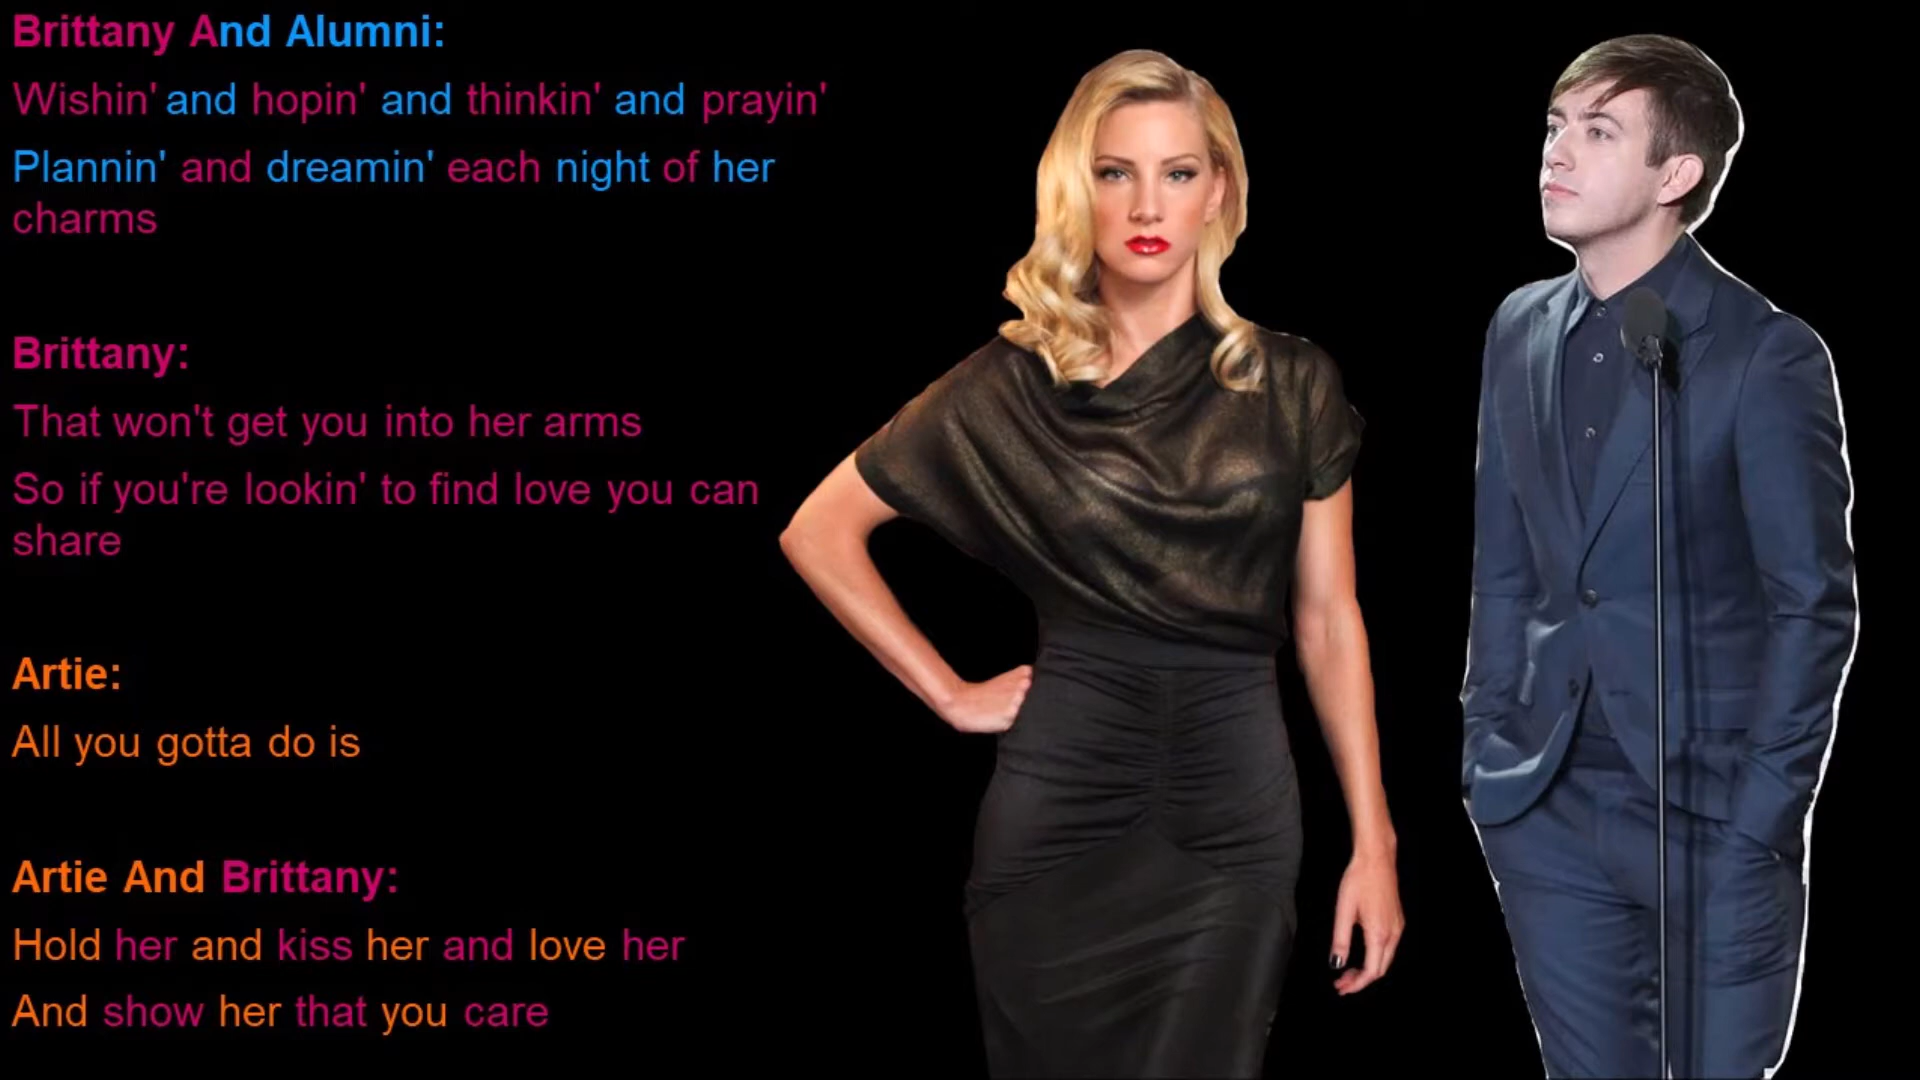 Brittany And Alumni:
Wishin' and hopin' and thinkin' and prayin'
Plannin' and dreamin' each night of her
charms
Brittany:
That won't get you into her arms
So if you're lookin' to find love you can
share
Artie:
All you gotta do is
Artie And Brittany:
Hold her and kiss her and love her
And show her that you care